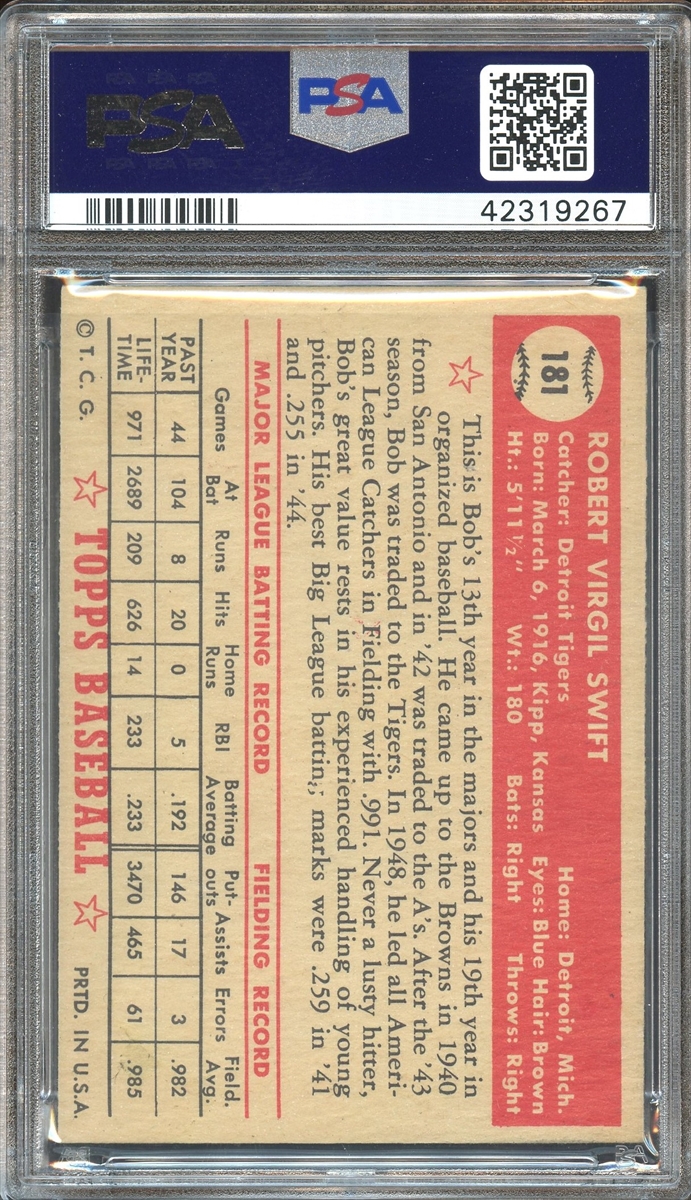 PSA
PSA
42319267
181
ROBERT VIRGIL SWIFT
Catcher: Detroit Tigers Home: Detroit, Mich.
Born: March 6, 1916, Kipp, Kansas Eyes: Blue Hair: Brown
Ht.: 5'11½" Wt.: 180 Bats: Right Throws: Right
This is Bob's 13th year in the majors and his 19th year in
organized baseball. He came up to the Browns in 1940
from San Antonio and in '42 was traded to the A's. After the '43
season, Bob was traded to the Tigers. In 1948, he led all Ameri-
can League Catchers in Fielding with .991. Never a lusty hitter,
Bob's great value rests in his experienced handling of young
pitchers. His best Big League battin,; marks were .259 in '41
and .255 in '44.
MAJOR LEAGUE BATTING RECORD FIELDING RECORD
Games At Bat Runs Hits Home Runs RBI Batting Average Put-outs Assists Errors Field. Avg.
PAST YEAR 44 104 8 20 0 5 .192 146 17 3 .982
LIFE-TIME 971 2689 209 626 14 233 .233 3470 465 61 .985
© T. C. G. TOPPS BASEBALL PRTD. IN U.S.A.